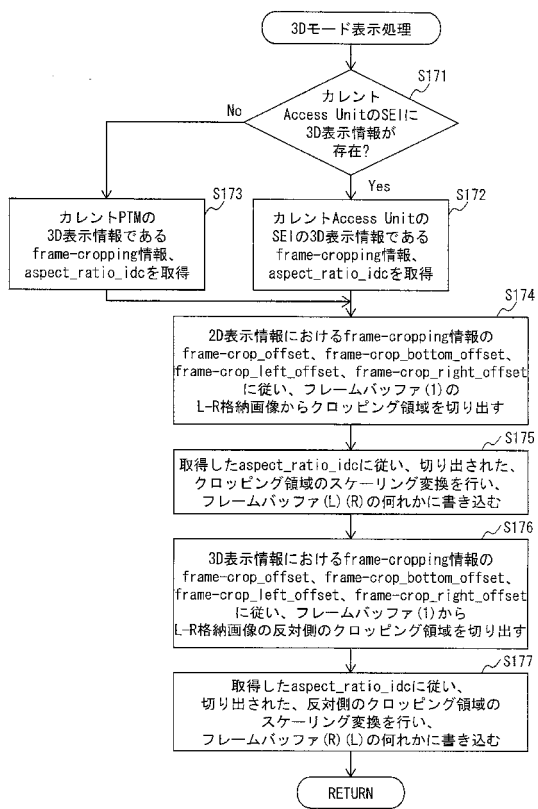 3Dモード表示処理
S171
カレント
Access UnitのSEIに
3D表示情報が
存在?
No
Yes
S173
カレントPTMの
3D表示情報である
frame-cropping情報、
aspect_ratio_idcを取得
S172
カレントAccess Unitの
SEIの3D表示情報である
frame-cropping情報、
aspect_ratio_idcを取得
S174
2D表示情報におけるframe-cropping情報の
frame-crop_offset、frame-crop_bottom_offset、
frame-crop_left_offset、frame-crop_right_offset
に従い、フレームバッファ(1)の
L-R格納画像からクロッピング領域を切り出す
S175
取得したaspect_ratio_idcに従い、切り出された、
クロッピング領域のスケーリング変換を行い、
フレームバッファ(L)(R)の何れかに書き込む
S176
3D表示情報におけるframe-cropping情報の
frame-crop_offset、frame-crop_bottom_offset、
frame-crop_left_offset、frame-crop_right_offset
に従い、フレームバッファ(1)から
L-R格納画像の反対側のクロッピング領域を切り出す
S177
取得したaspect_ratio_idcに従い、
切り出された、反対側のクロッピング領域の
スケーリング変換を行い、
フレームバッファ(R)(L)の何れかに書き込む
RETURN